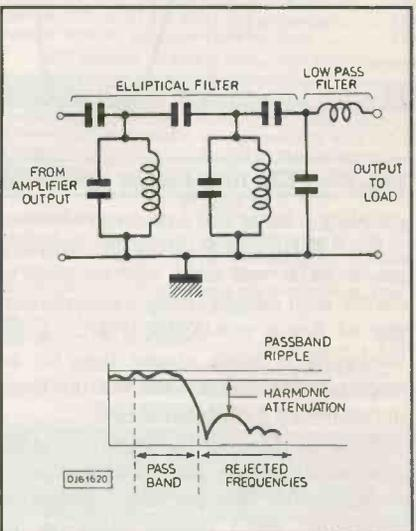 ELLIPTICAL FILTER
LOW PASS
FILTER
FROM
AMPLIFIER
OUTPUT
OUTPUT
TO
LOAD
PASSBAND
RIPPLE
HARMONIC
ATTENUATION
PASS
BAND
REJECTED
FREQUENCIES
DJ61620